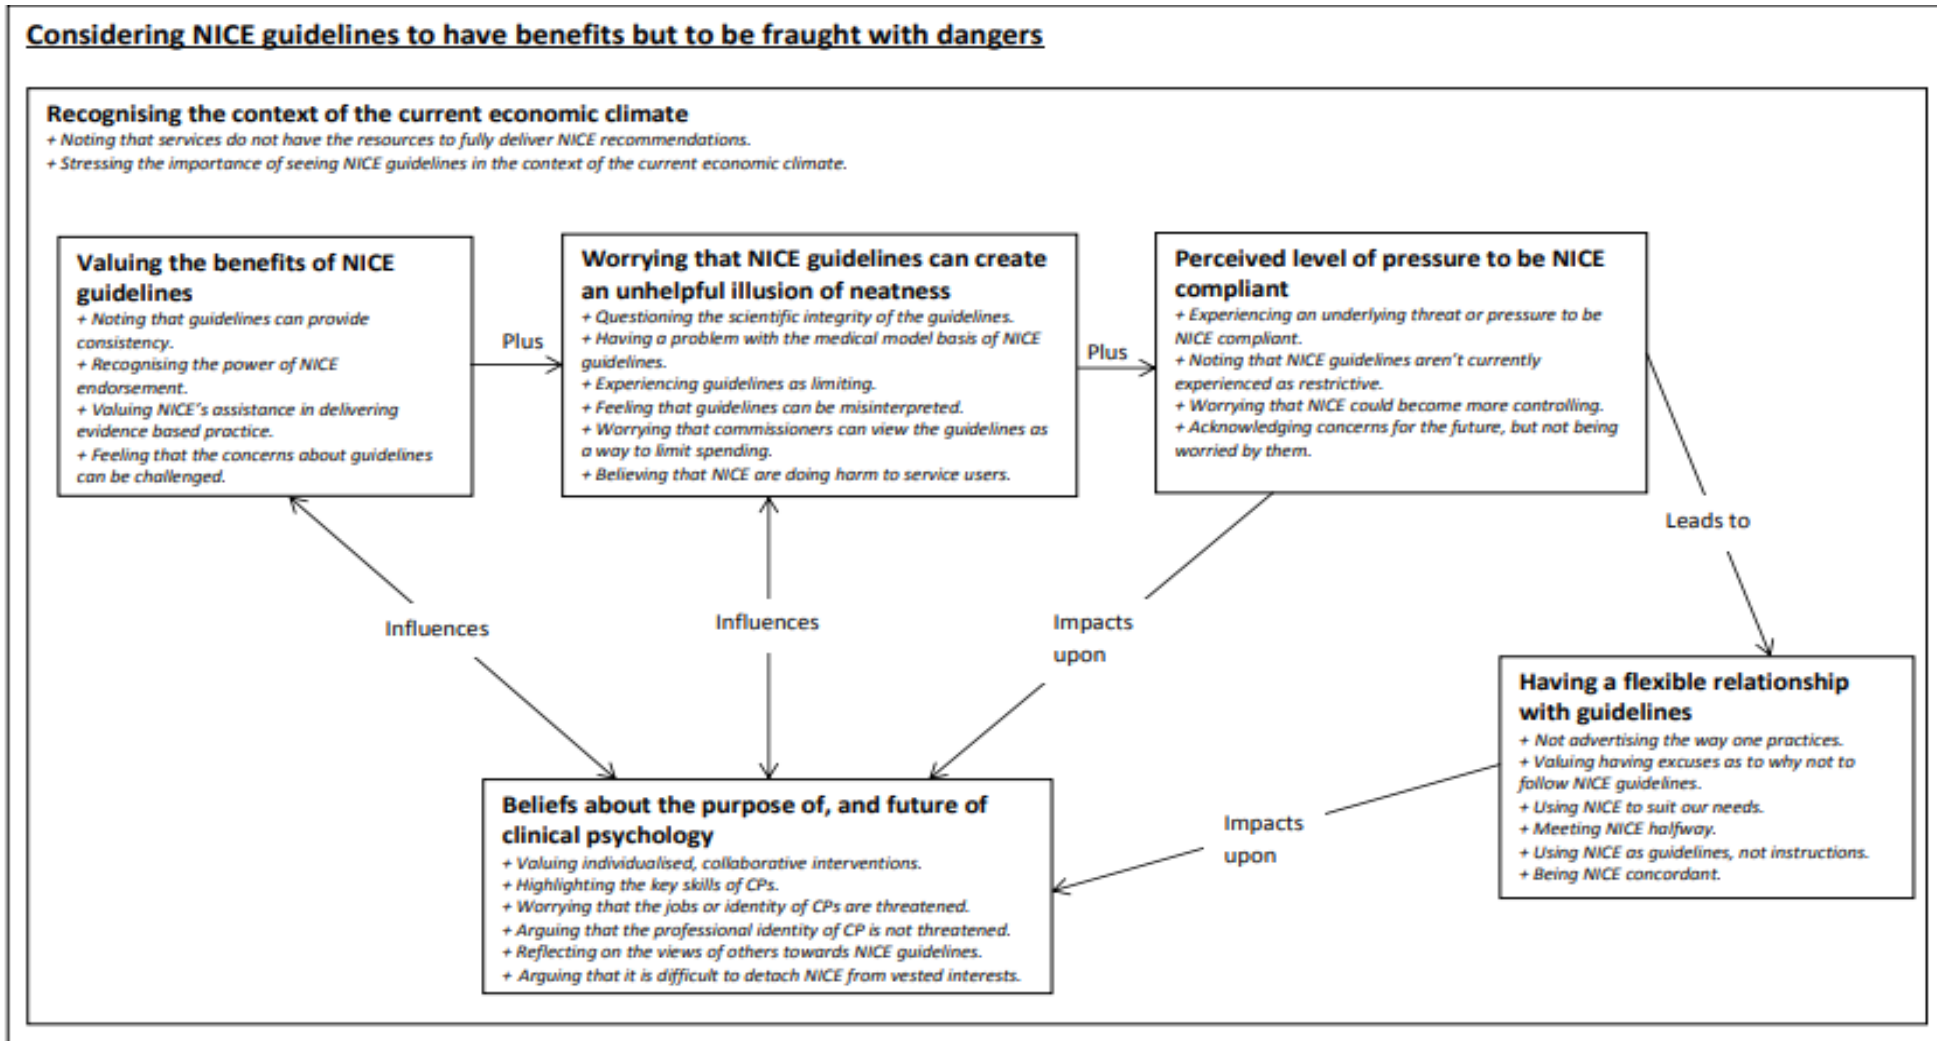 Considering NICE guidelines to have benefits but to be fraught with dangers
Recognising the context of the current economic climate
+ Noting that services do not have the resources to fully deliver NICE recommendations.
+ Stressing the importance of seeing NICE guidelines in the context of the current economic climate.
Valuing the benefits of NICE
guidelines
+ Noting that guidelines can provide
consistency.
+ Recognising the power of NICE
endorsement.
+ Valuing NICE's assistance in delivering
evidence based practice.
+ Feeling that the concerns about guidelines
can be challenged.
Plus
Worrying that NICE guidelines can create
an unhelpful illusion of neatness
+ Questioning the scientific integrity of the guidelines.
+ Having a problem with the medical model basis of NICE
guidelines.
+ Experiencing guidelines as limiting.
+ Feeling that guidelines can be misinterpreted.
+ Worrying that commissioners can view the guidelines as
a way to limit spending.
+ Believing that NICE are doing harm to service users.
Plus
Perceived level of pressure to be NICE
compliant
+ Experiencing an underlying threat or pressure to be
NICE compliant.
+ Noting that NICE guidelines aren't currently
experienced as restrictive.
+ Worrying that NICE could become more controlling.
+ Acknowledging concerns for the future, but not being
worried by them.
Leads to
Influences
Influences
Impacts
upon
Having a flexible relationship
with guidelines
+ Not advertising the way one practices.
+ Valuing having excuses as to why not to
follow NICE guidelines.
+ Using NICE to suit our needs.
+ Meeting NICE halfway.
+ Using NICE as guidelines, not instructions.
+ Being NICE concordant.
Impacts
upon
Beliefs about the purpose of, and future of
clinical psychology
+ Valuing individualised, collaborative interventions.
+ Highlighting the key skills of CPs.
+ Worrying that the jobs or identity of CPs are threatened.
+ Arguing that the professional identity of CP is not threatened.
+ Reflecting on the views of others towards NICE guidelines.
+ Arguing that it is difficult to detach NICE from vested interests.